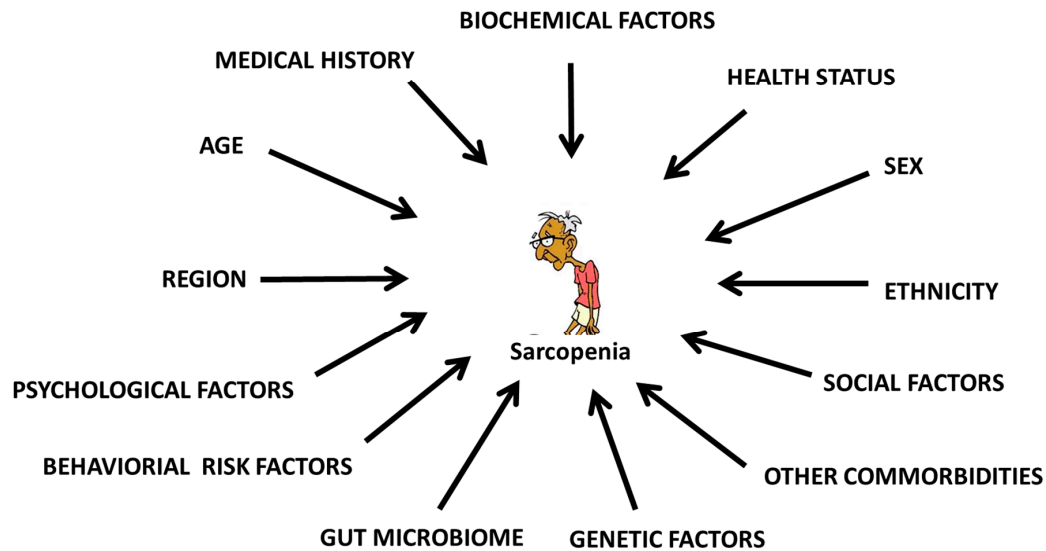 BIOCHEMICAL FACTORS
MEDICAL HISTORY
HEALTH STATUS
AGE
SEX
REGION
ETHNICITY
Sarcopenia
PSYCHOLOGICAL FACTORS
SOCIAL FACTORS
BEHAVIORIAL RISK FACTORS
OTHER COMMORBIDITIES
GUT MICROBIOME
GENETIC FACTORS